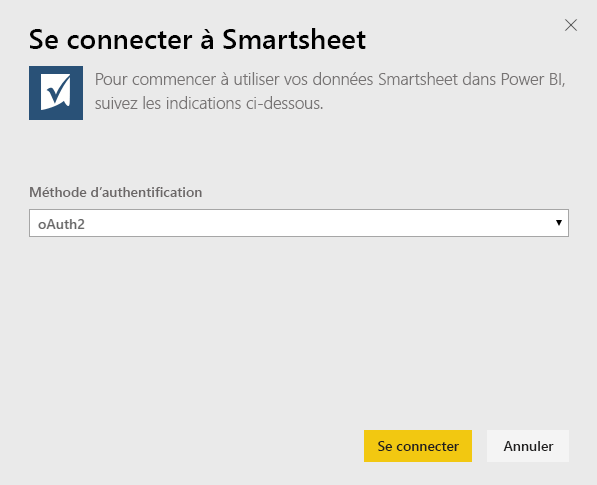 Se connecter à Smartsheet
Pour commencer à utiliser vos données Smartsheet dans Power BI,
suivez les indications ci-dessous.
Méthode d’authentification
oAuth2
Se connecter
Annuler